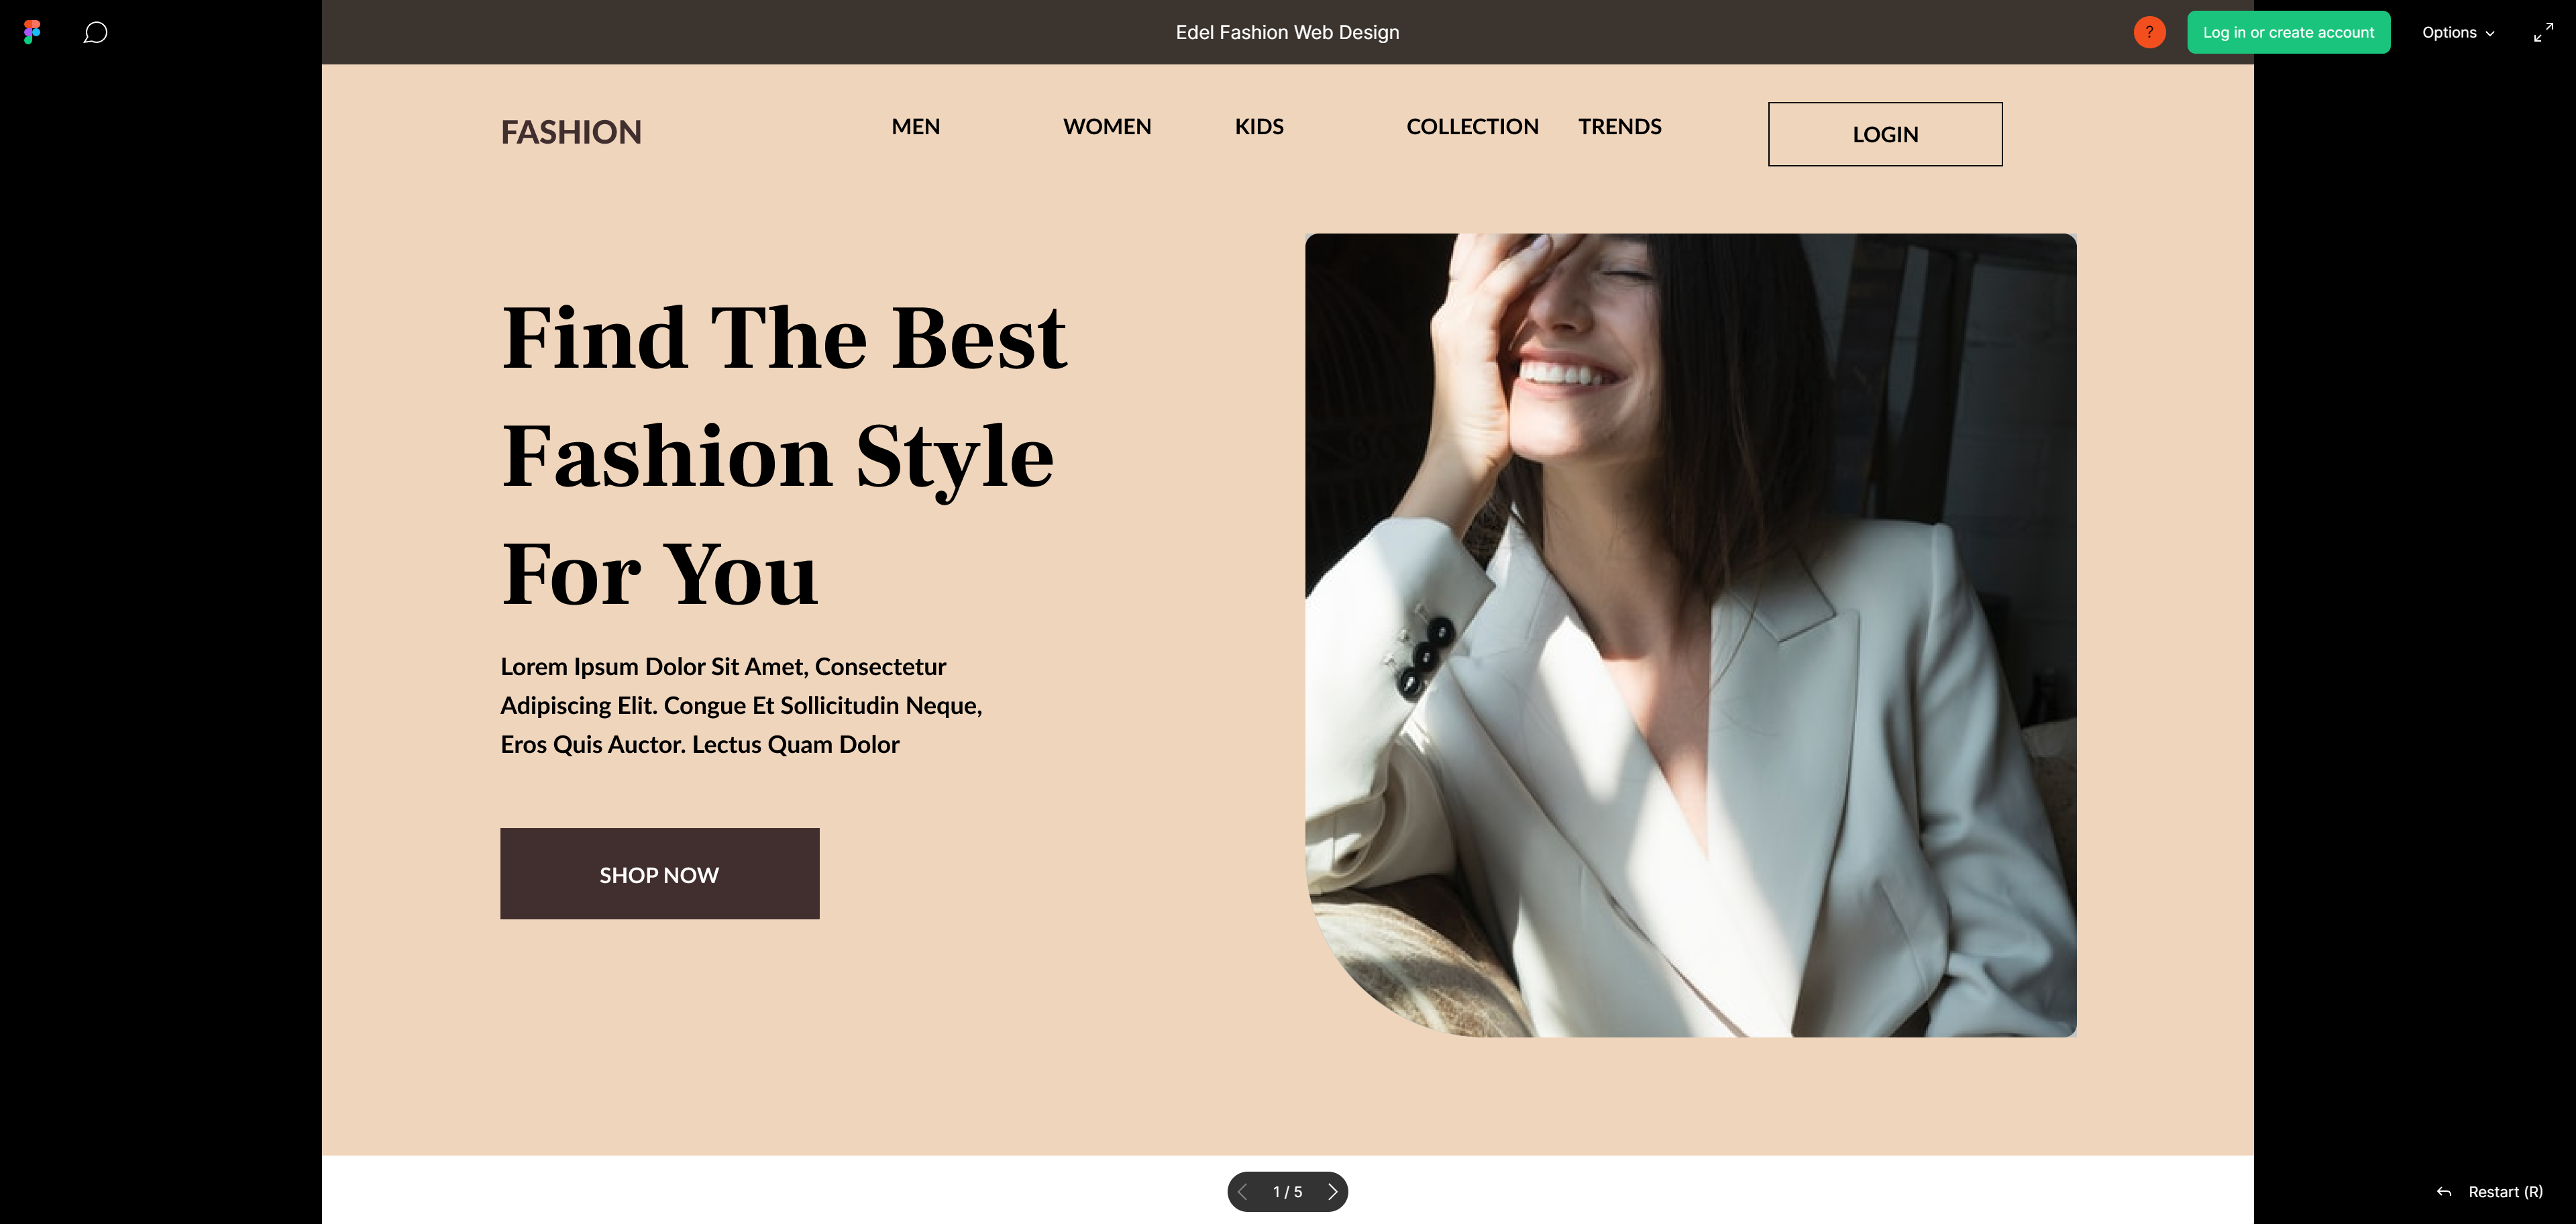 Edel Fashion Web Design
?
Log in or create account
Options
FASHION
MEN
WOMEN
KIDS
COLLECTION
TRENDS
LOGIN
Find The Best
Fashion Style
For You
Lorem Ipsum Dolor Sit Amet, Consectetur
Adipiscing Elit. Congue Et Sollicitudin Neque,
Eros Quis Auctor. Lectus Quam Dolor
SHOP NOW
1 / 5
Restart (R)